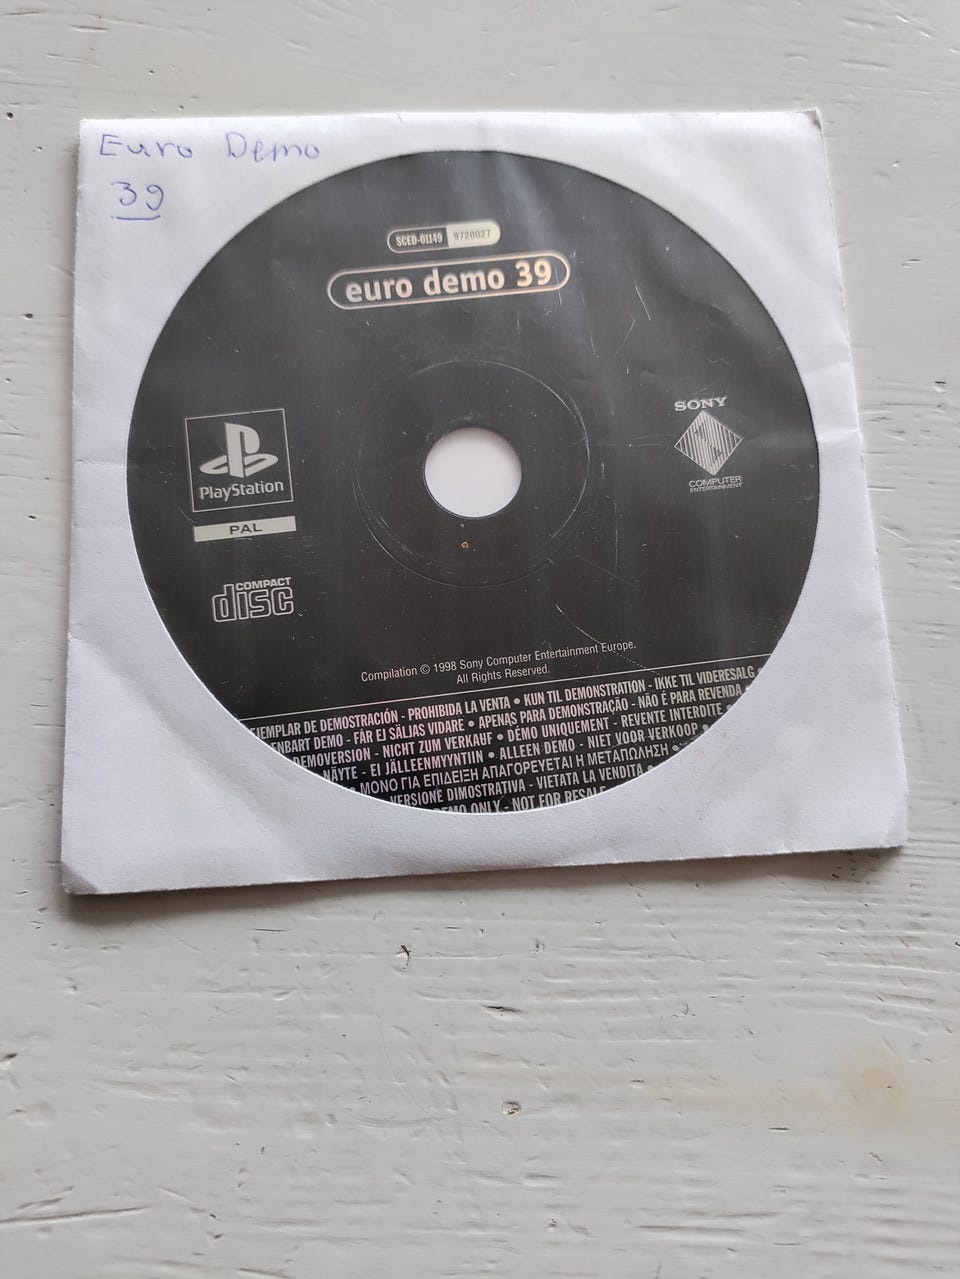 Euro Demo
39
SCED-01149 9720027
euro demo 39
SONY
COMPUTER
ENTERTAINMENT
PlayStation
PAL
COMPACT
disc
Compilation © 1998 Sony Computer Entertainment Europe.
All Rights Reserved.
EJEMPLAR DE DEMOSTRACIÓN - PROHIBIDA LA VENTA • KUN TIL DEMONSTRATION - IKKE TIL VIDERESALG •
ENBART DEMO - FÅR EJ SÄLJAS VIDARE • APENAS PARA DEMONSTRAÇÃO - NÃO É PARA REVENDA •
DEMOVERSION - NICHT ZUM VERKAUF • DÉMO UNIQUEMENT - REVENTE INTERDITE •
NÄYTE - EI JÄLLEENMYYNTIIN • ALLEEN DEMO - NIET VOOR VERKOOP •
ΜΟΝΟ ΓΙΑ ΕΠΙΔΕΙΞΗ ΑΠΑΓΟΡΕΥΕΤΑΙ Η ΜΕΤΑΠΩΛΗΣΗ •
VERSIONE DIMOSTRATIVA - VIETATA LA VENDITA •
DEMO ONLY - NOT FOR RESALE